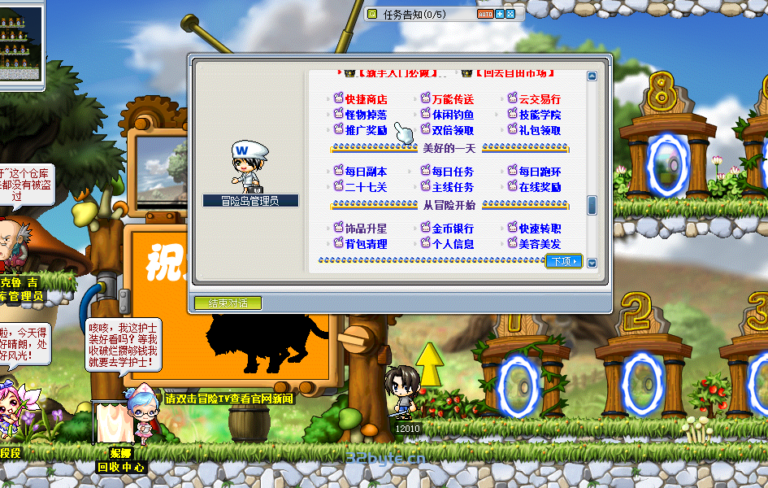 任务告知(0/5)
AUTO
【新手入门必做】.. 【回去自由市场】
快捷商店 万能传送 云交易行
怪物掉落 休闲钓鱼 技能学院
推广奖励 双倍领取 礼包领取
美好的一天
每日副本 每日任务 每日跑环
二十七关 主线任务 在线奖励
从冒险开始
饰品升星 金币银行 快速转职
背包清理 个人信息 美容美发
下项
W
冒险岛管理员
结束对话
~这个仓库
都没有被盗
过
克鲁 吉
库管理员
祝
啦，今天得
好晴朗，处
好风光！
咳咳，我这护士
装好看吗？等我
收破烂攒够钱我
就要去学护士！
请双击冒险TV查看官网新闻
段段
妮娜
回收中心
12010
8
1
2
3
32byte.cn